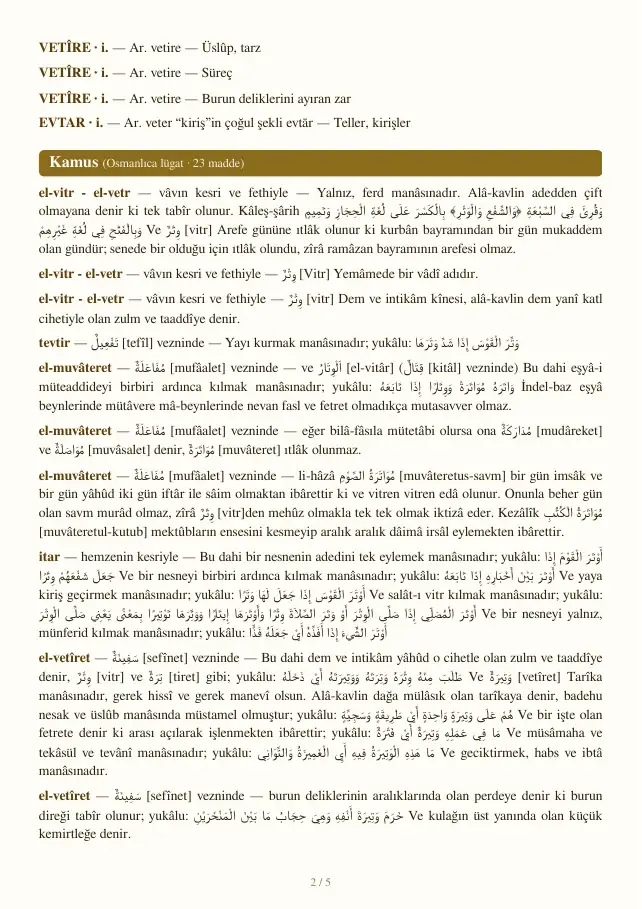 VETÎRE · i. — Ar. vetire — Üslûp, tarz
VETÎRE · i. — Ar. vetire — Süreç
VETÎRE · i. — Ar. vetire — Burun deliklerini ayıran zar
EVTAR · i. — Ar. veter “kiriş”in çoğul şekli evtār — Teller, kirişler
Kamus (Osmanlıca lügat · 23 madde)
el-vitr - el-vetr — vâvın kesri ve fethiyle — Yalnız, ferd manâsınadır. Alâ-kavlin adedden çift
olmayana denir ki tek tabîr olunur. Kâleş-şârih وَقُرِئَ فِي السَّبْعَةِ ﴿وَالشَّفْعِ وَالْوَتْرِ﴾ بِالْكَسْرِ عَلَى لُغَةِ الْحِجَازِ وَتَمِيمٍ
وَبِالْفَتْحِ فِي لُغَةِ غَيْرِهِمْ Ve وِتْرٌ [vitr] Arefe gününe ıtlâk olunur ki kurbân bayramından bir gün mukaddem
olan gündür; senede bir olduğu için ıtlâk olundu, zîrâ ramâzan bayramının arefesi olmaz.
el-vitr - el-vetr — vâvın kesri ve fethiyle — وِتْرٌ [Vitr] Yemâmede bir vâdî adıdır.
el-vitr - el-vetr — vâvın kesri ve fethiyle — وِتْرٌ [vitr] Dem ve intikâm kînesi, alâ-kavlin dem yanî katl
cihetiyle olan zulm ve taaddîye denir.
tevtir — تَفْعِيلٌ [tefîl] vezninde — Yayı kurmak manâsınadır; yukâlu: وَتَّرَ الْقَوْسَ إِذَا شَدَّ وَتَرَهَا
el-muvâteret — مُفَاعَلَةٌ [mufâalet] vezninde — ve اَلْوِتَارُ [el-vitâr] (قِتَالٌ [kitâl] vezninde) Bu dahi eşyâ-i
müteaddideyi birbiri ardınca kılmak manâsınadır; yukâlu: وَاتَرَهُ مُوَاتَرَةً وَوِتَارًا إِذَا تَابَعَهُ İndel-baz eşyâ
beynlerinde mütâvere mâ-beynlerinde nevan fasl ve fetret olmadıkça mutasavver olmaz.
el-muvâteret — مُفَاعَلَةٌ [mufâalet] vezninde — eğer bilâ-fâsıla mütetâbi olursa ona مُدَارَكَةٌ [mudâreket]
ve مُوَاصَلَةٌ [muvâsalet] denir, مُوَاتَرَةٌ [muvâteret] ıtlâk olunmaz.
el-muvâteret — مُفَاعَلَةٌ [mufâalet] vezninde — li-hâzâ مُوَاتَرَةُ الصَّوْمِ [muvâteretus-savm] bir gün imsâk ve
bir gün yâhûd iki gün iftâr ile sâim olmaktan ibârettir ki ve vitren vitren edâ olunur. Onunla beher gün
olan savm murâd olmaz, zîrâ وِتْرٌ [vitr]den mehûz olmakla tek tek olmak iktizâ eder. Kezâlik مُوَاتَرَةُ الْكُتُبِ
[muvâteretul-kutub] mektûbların ensesini kesmeyip aralık aralık dâimâ irsâl eylemekten ibârettir.
itar — hemzenin kesriyle — Bu dahi bir nesnenin adedini tek eylemek manâsınadır; yukâlu: أَوْتَرَ الْقَوْمَ إِذَا
جَعَلَ شَفْعَهُمْ وِتْرًا Ve bir nesneyi birbiri ardınca kılmak manâsınadır; yukâlu: أَوْتَرَ بَيْنَ أَخْبَارِهِ إِذَا تَابَعَهُ Ve yaya
kiriş geçirmek manâsınadır; yukâlu: أَوْتَرَ الْقَوْسَ إِذَا جَعَلَ لَهَا وَتَرًا Ve salât-ı vitr kılmak manâsınadır; yukâlu:
أَوْتَرَ الْمُصَلِّي إِذَا صَلَّى الْوِتْرَ أَوْ وَتَرَ الصَّلاَةَ وِتْرًا وَأَوْتَرَهَا إِيتَارًا وَوَتَّرَهَا تَوْتِيرًا بِمَعْنًى يَعْنِي صَلَّى الْوِتْرَ Ve bir nesneyi yalnız,
münferid kılmak manâsınadır; yukâlu: أَوْتَرَ الشَّيْءَ إِذَا أَفَذَّهُ أَيْ جَعَلَهُ فَذًّا
el-vetîret — سَفِينَةٌ [sefînet] vezninde — Bu dahi dem ve intikâm yâhûd o cihetle olan zulm ve taaddîye
denir, وِتْرٌ [vitr] ve تِرَةٌ [tiret] gibi; yukâlu: طَلَبَ مِنْهُ وِتْرَهُ وَتِرَتَهُ وَوَتِيرَتَهُ أَيْ ذَحْلَهُ Ve وَتِيرَةٌ [vetîret] Tarîka
manâsınadır, gerek hissî ve gerek manevî olsun. Alâ-kavlin dağa mülâsık olan tarîkaya denir, badehu
nesak ve üslûb manâsında müstamel olmuştur; yukâlu: هُمْ عَلَى وَتِيرَةٍ وَاحِدَةٍ أَيْ طَرِيقَةٍ وَسَجِيَّةٍ Ve bir işte olan
fetrete denir ki arası açılarak işlenmekten ibârettir; yukâlu: مَا فِي عَمَلِهِ وَتِيرَةٌ أَيْ فَتْرَةٌ Ve müsâmaha ve
tekâsül ve tevânî manâsınadır; yukâlu: مَا هَذِهِ الْوَتِيرَةُ فِيهِ أَيِ الْغَمِيزَةُ وَالتَّوَانِي Ve geciktirmek, habs ve ibtâ
manâsınadır.
el-vetîret — سَفِينَةٌ [sefînet] vezninde — burun deliklerinin aralıklarında olan perdeye denir ki burun
direği tabîr olunur; yukâlu: خَرَمَ وَتِيرَةَ أَنْفِهِ وَهِيَ حِجَابُ مَا بَيْنَ الْمَنْخَرَيْنِ Ve kulağın üst yanında olan küçük
kemirtleğe denir.
2 / 5